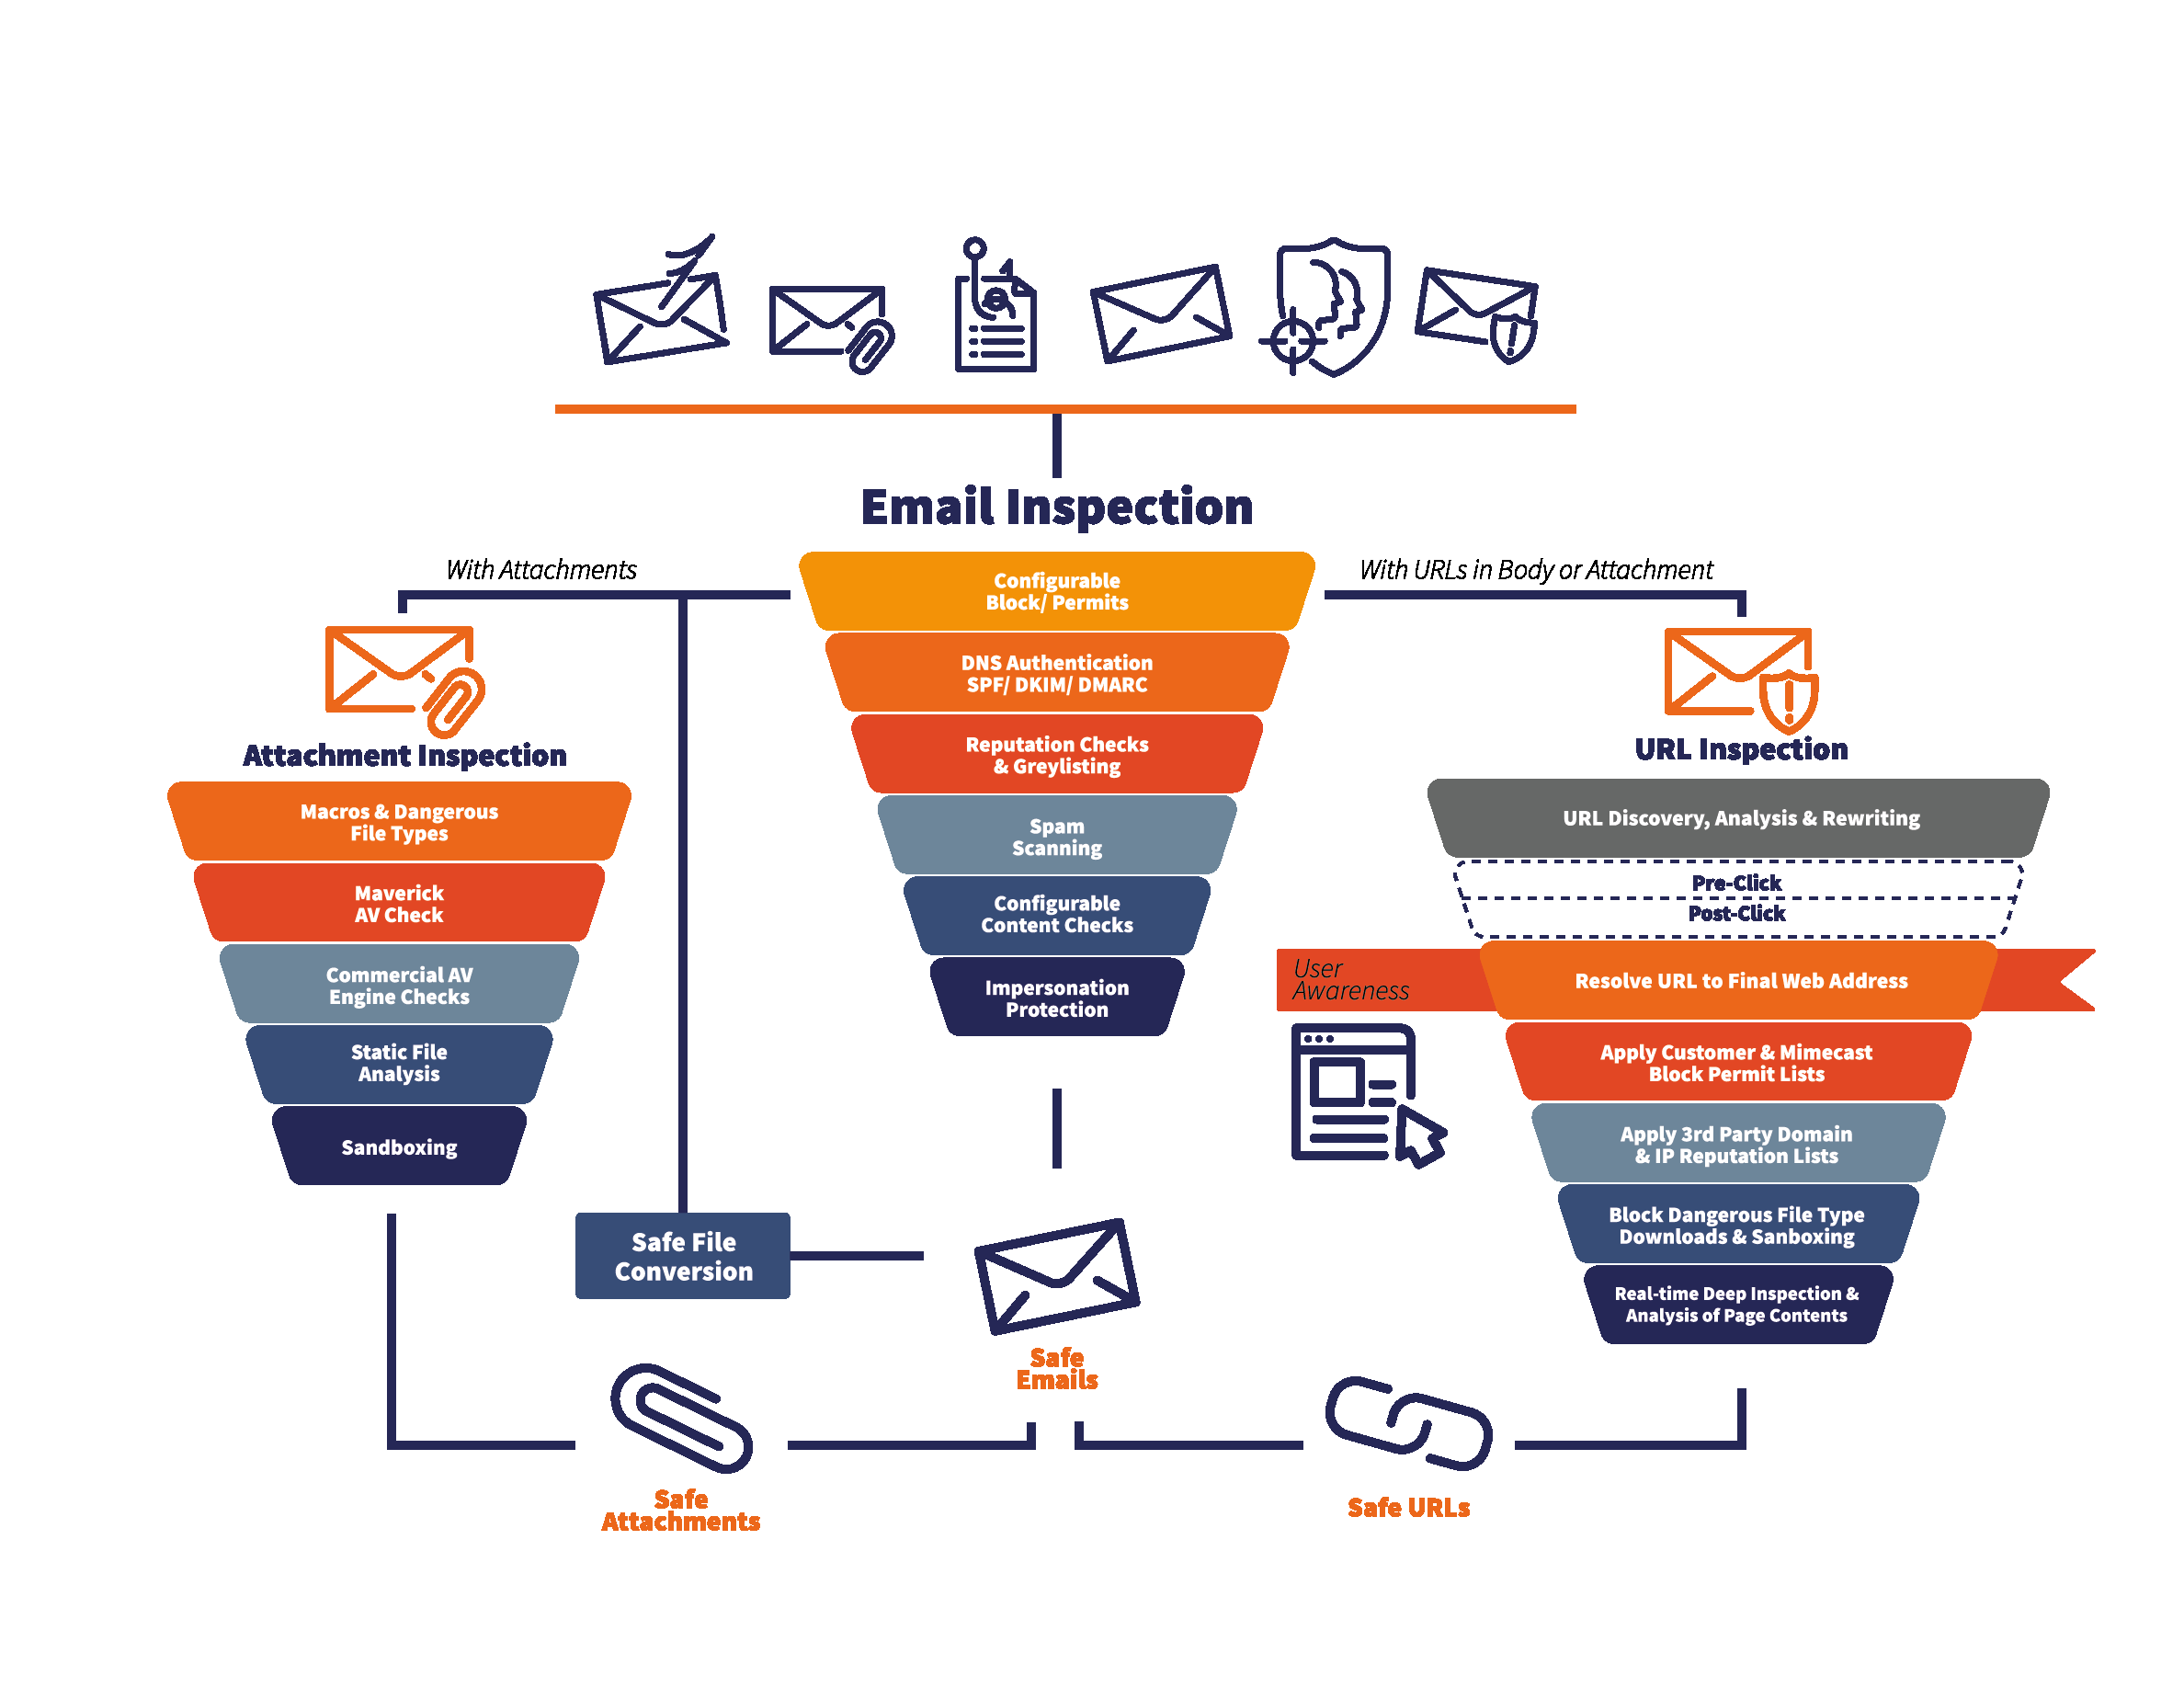 Email Inspection
With Attachments
With URLs in Body or Attachment
Configurable
Block/ Permits
DNS Authentication
SPF/ DKIM/ DMARC
Reputation Checks
& Greylisting
Spam
Scanning
Configurable
Content Checks
Impersonation
Protection
Attachment Inspection
Macros & Dangerous
File Types
Maverick
AV Check
Commercial AV
Engine Checks
Static File
Analysis
Sandboxing
Safe File
Conversion
URL Inspection
URL Discovery, Analysis & Rewriting
Pre-Click
Post-Click
User
Awareness
Resolve URL to Final Web Address
Apply Customer & Mimecast
Block Permit Lists
Apply 3rd Party Domain
& IP Reputation Lists
Block Dangerous File Type
Downloads & Sanboxing
Real-time Deep Inspection &
Analysis of Page Contents
Safe
Emails
Safe
Attachments
Safe URLs